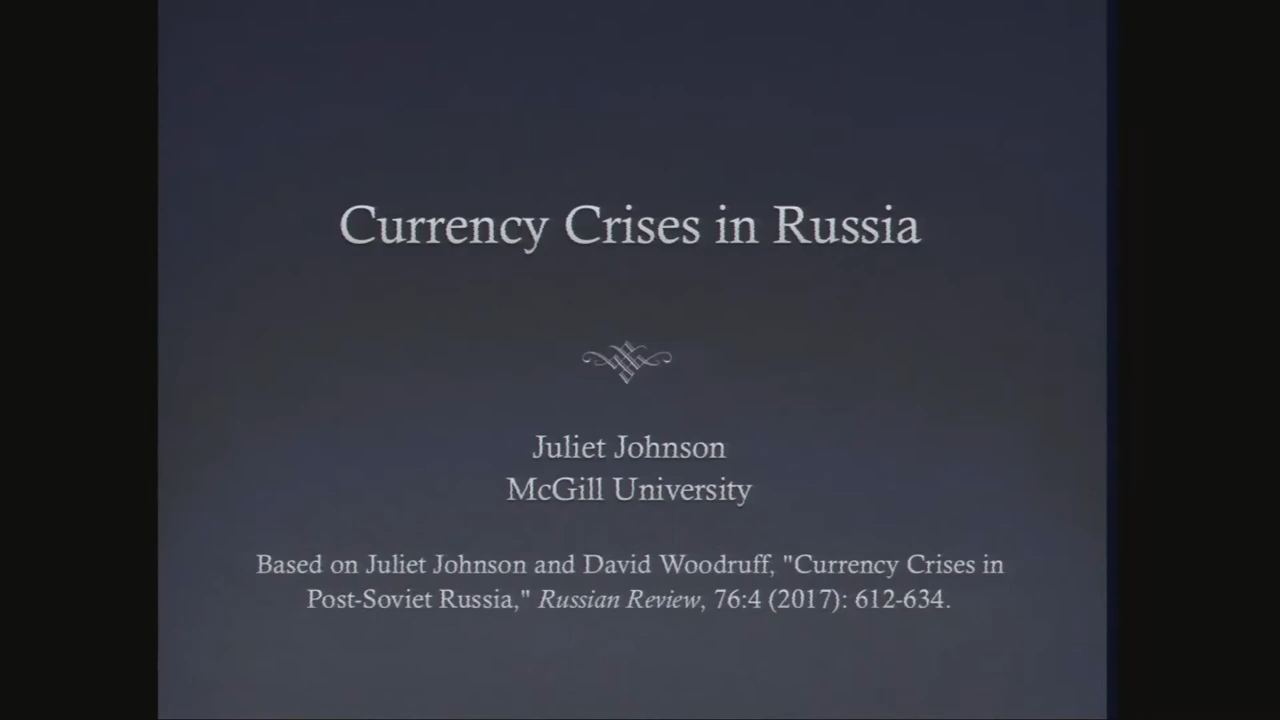 Currency Crises in Russia
Juliet Johnson
McGill University
Based on Juliet Johnson and David Woodruff, "Currency Crises in
Post-Soviet Russia," Russian Review, 76:4 (2017): 612-634.